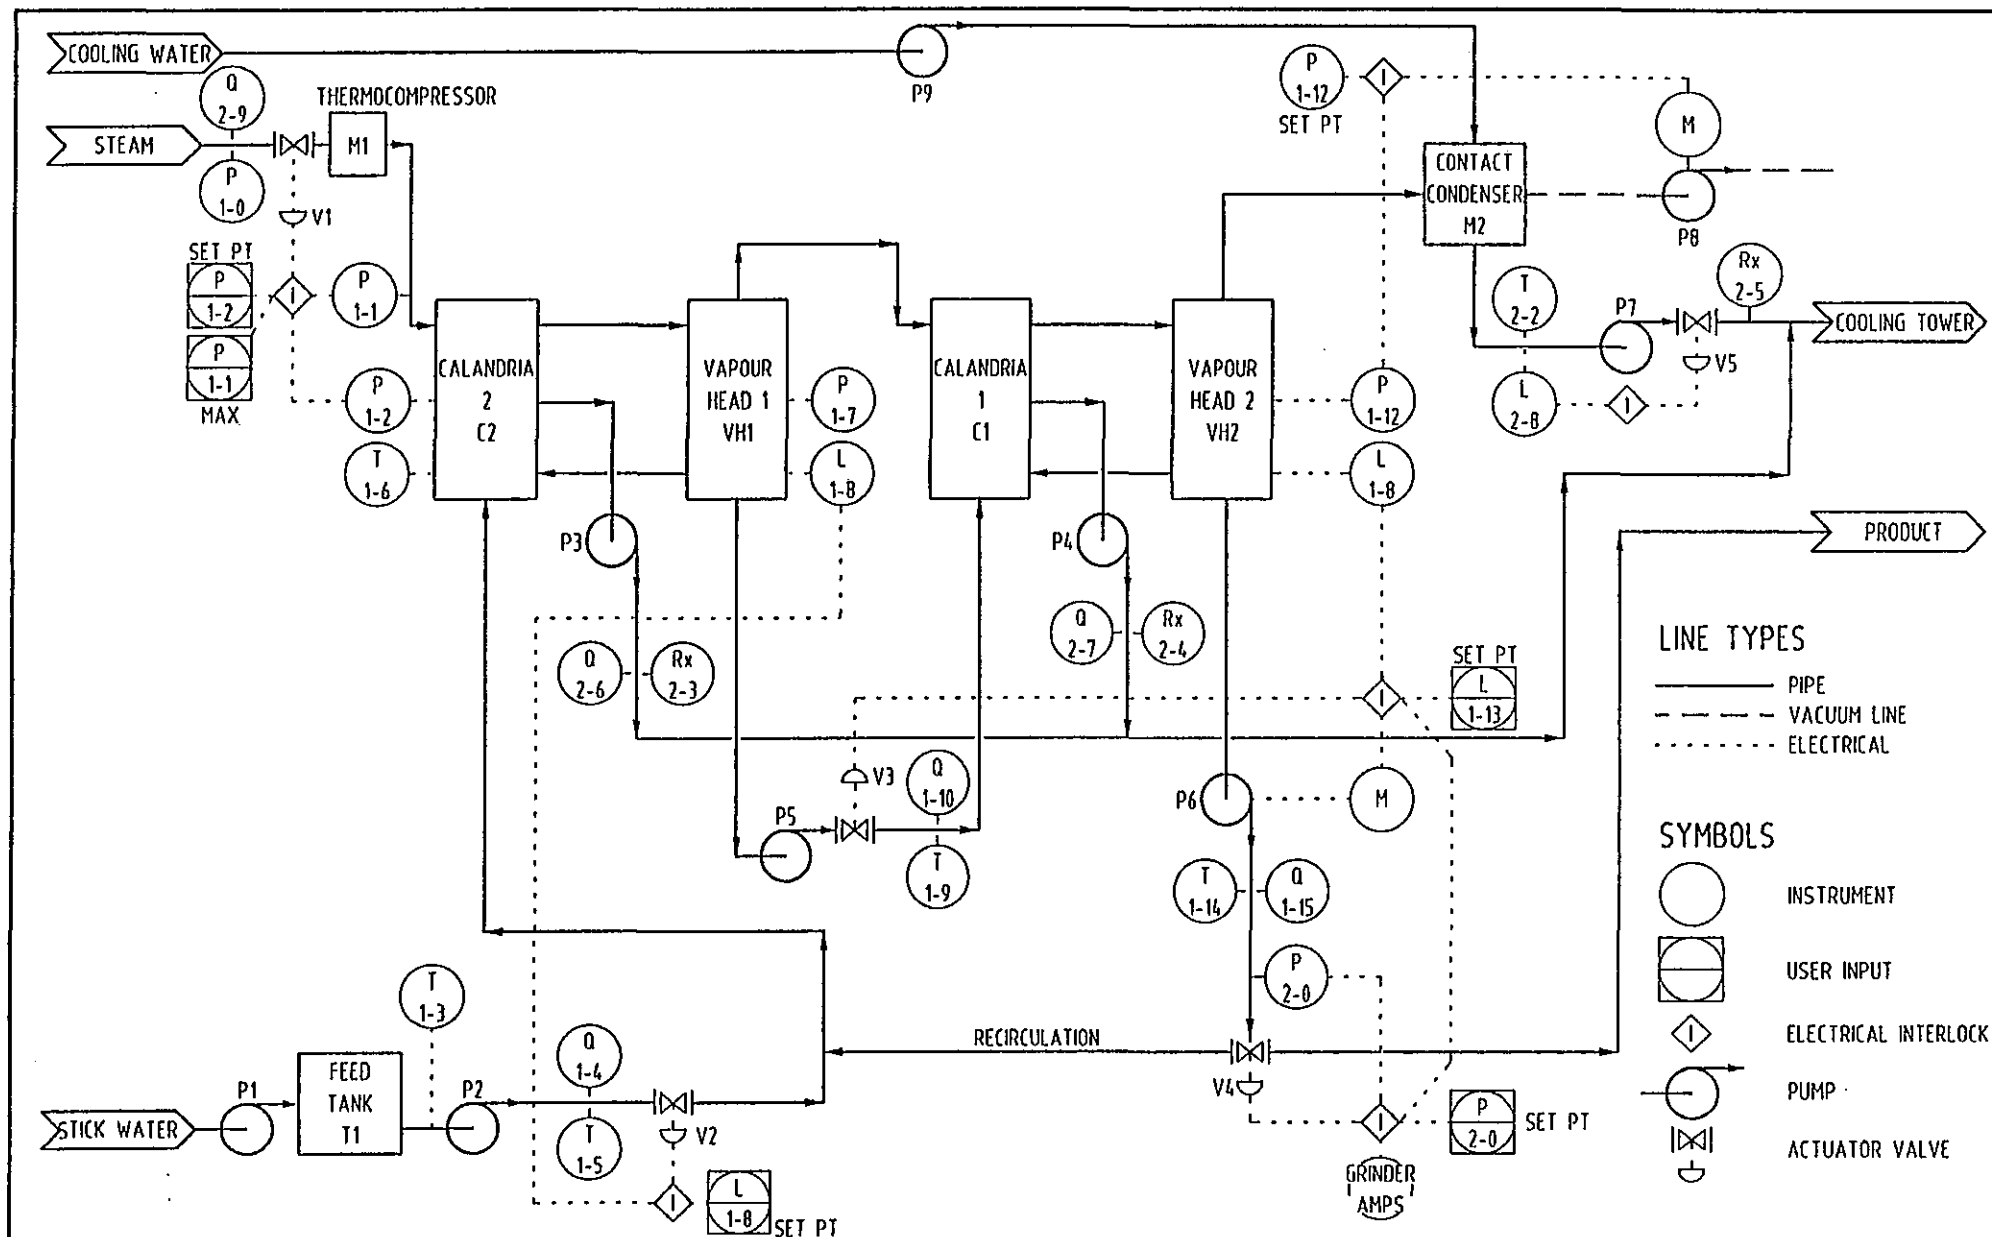 COOLING WATER
P9
Q
2-9
THERMOCOMPRESSOR
STEAM
M1
P
1-0
V1
P
1-12
SET PT
M
CONTACT
CONDENSER
M2
P8
SET PT
P
1-2
I
P
1-1
P
1-1
MAX
P
1-2
T
1-6
CALANDRIA
2
C2
VAPOUR
HEAD 1
VH1
P
1-7
L
1-8
CALANDRIA
1
C1
VAPOUR
HEAD 2
VH2
P
1-12
L
1-8
I
T
2-2
L
2-8
I
P7
V5
Rx
2-5
COOLING TOWER
PRODUCT
P3
P4
Q
2-6
Rx
2-3
Q
2-7
Rx
2-4
I
SET PT
L
1-13
V3
Q
1-10
P5
T
1-9
P6
M
T
1-14
Q
1-15
P
2-0
T
1-3
RECIRCULATION
V4
I
P
2-0
SET PT
GRINDER
AMPS
STICK WATER
P1
FEED
TANK
T1
P2
Q
1-4
T
1-5
V2
I
L
1-8
SET PT
LINE TYPES
PIPE
VACUUM LINE
ELECTRICAL
SYMBOLS
INSTRUMENT
USER INPUT
I
ELECTRICAL INTERLOCK
PUMP
ACTUATOR VALVE